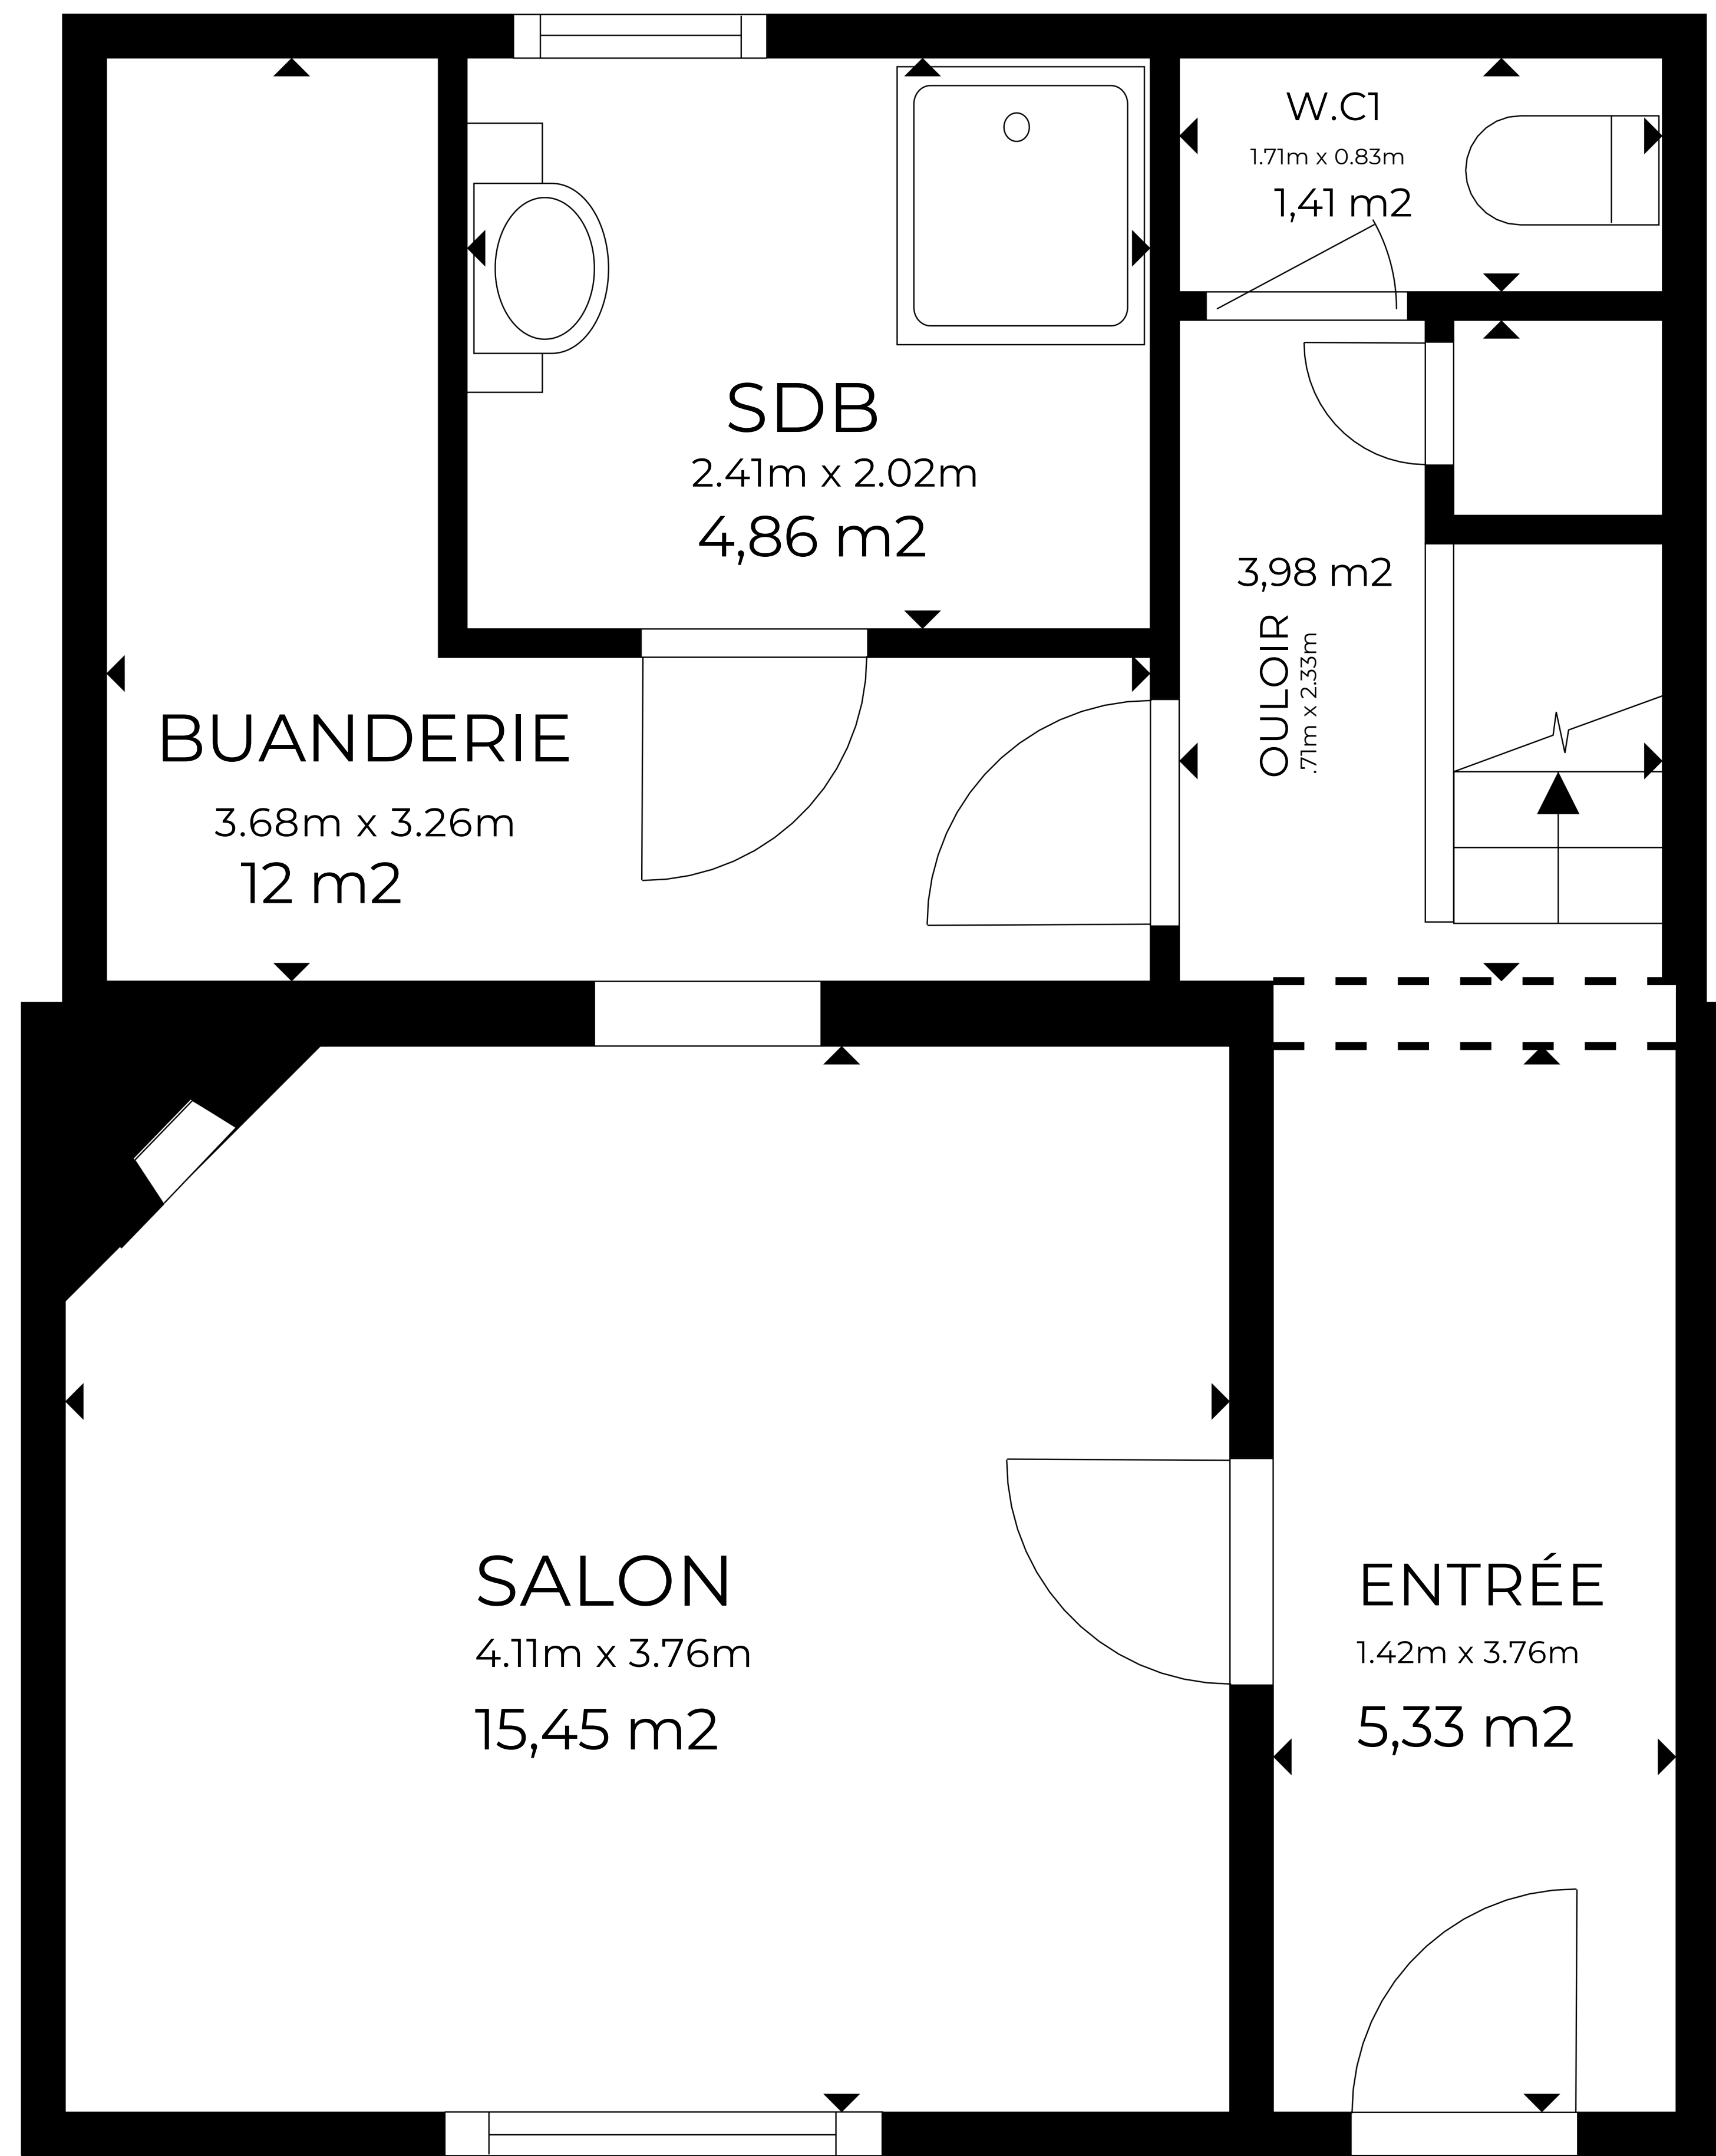 W.C1
1.71m x 0.83m
1,41 m2
SDB
2.41m x 2.02m
4,86 m2
3,98 m2
OULOIR
.71m x 2.33m
BUANDERIE
3.68m x 3.26m
12 m2
SALON
4.11m x 3.76m
15,45 m2
ENTRÉE
1.42m x 3.76m
5,33 m2